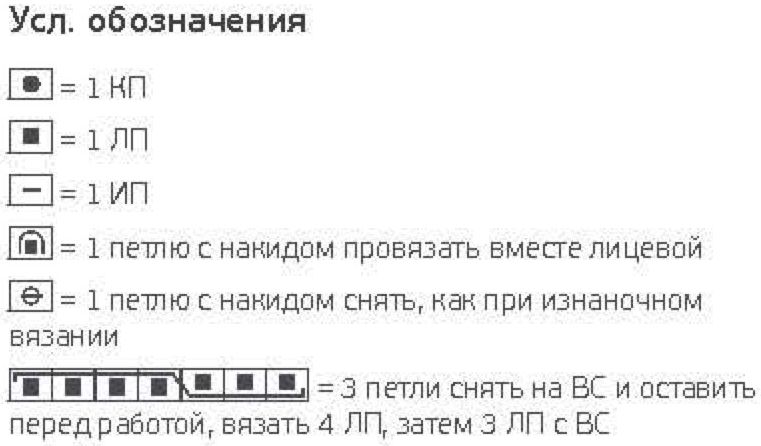 Усл. обозначения
= 1 КП
= 1 ЛП
= 1 ИП
= 1 петлю с накидом провязать вместе лицевой
= 1 петлю с накидом снять, как при изнаночном
вязании
= 3 петли снять на ВС и оставить
перед работой, вязать 4 ЛП, затем 3 ЛП с ВС